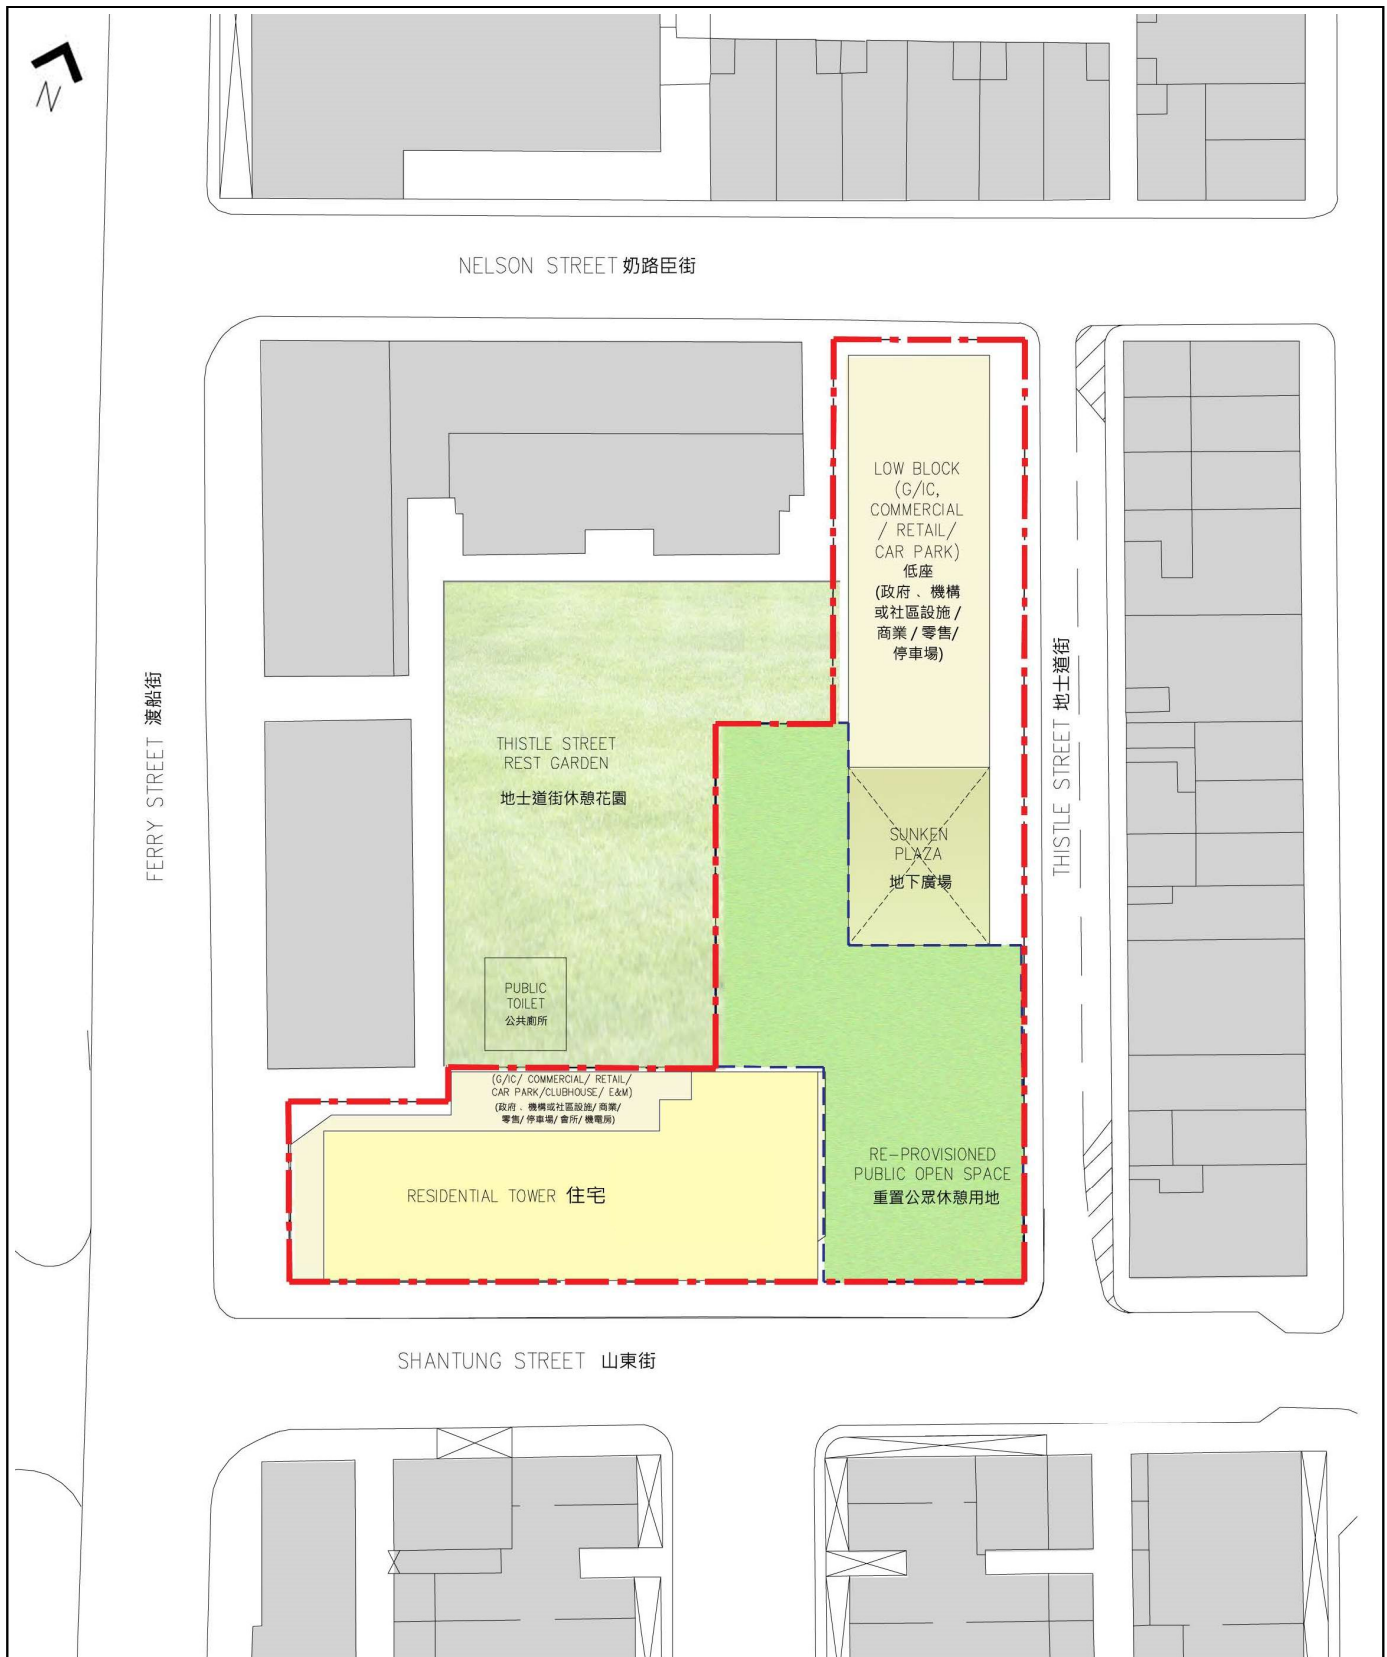 N
NELSON STREET 奶路臣街
LOW BLOCK
(G/IC,
COMMERCIAL
/ RETAIL/
CAR PARK)
低座
(政府﹑機構
或社區設施/
商業/零售/
停車場)
FERRY STREET 渡船街
THISTLE STREET
REST GARDEN
地士道街休憩花園
THISTLE STREET 地士道街
SUNKEN
PLAZA
地下廣場
PUBLIC
TOILET
公共廁所
(G/IC/ COMMERCIAL/ RETAIL/
CAR PARK/CLUBHOUSE/ E&M)
(政府﹑機構或社區設施/商業/
零售/停車場/會所/機電房)
RESIDENTIAL TOWER 住宅
RE-PROVISIONED
PUBLIC OPEN SPACE
重置公眾休憩用地
SHANTUNG STREET 山東街